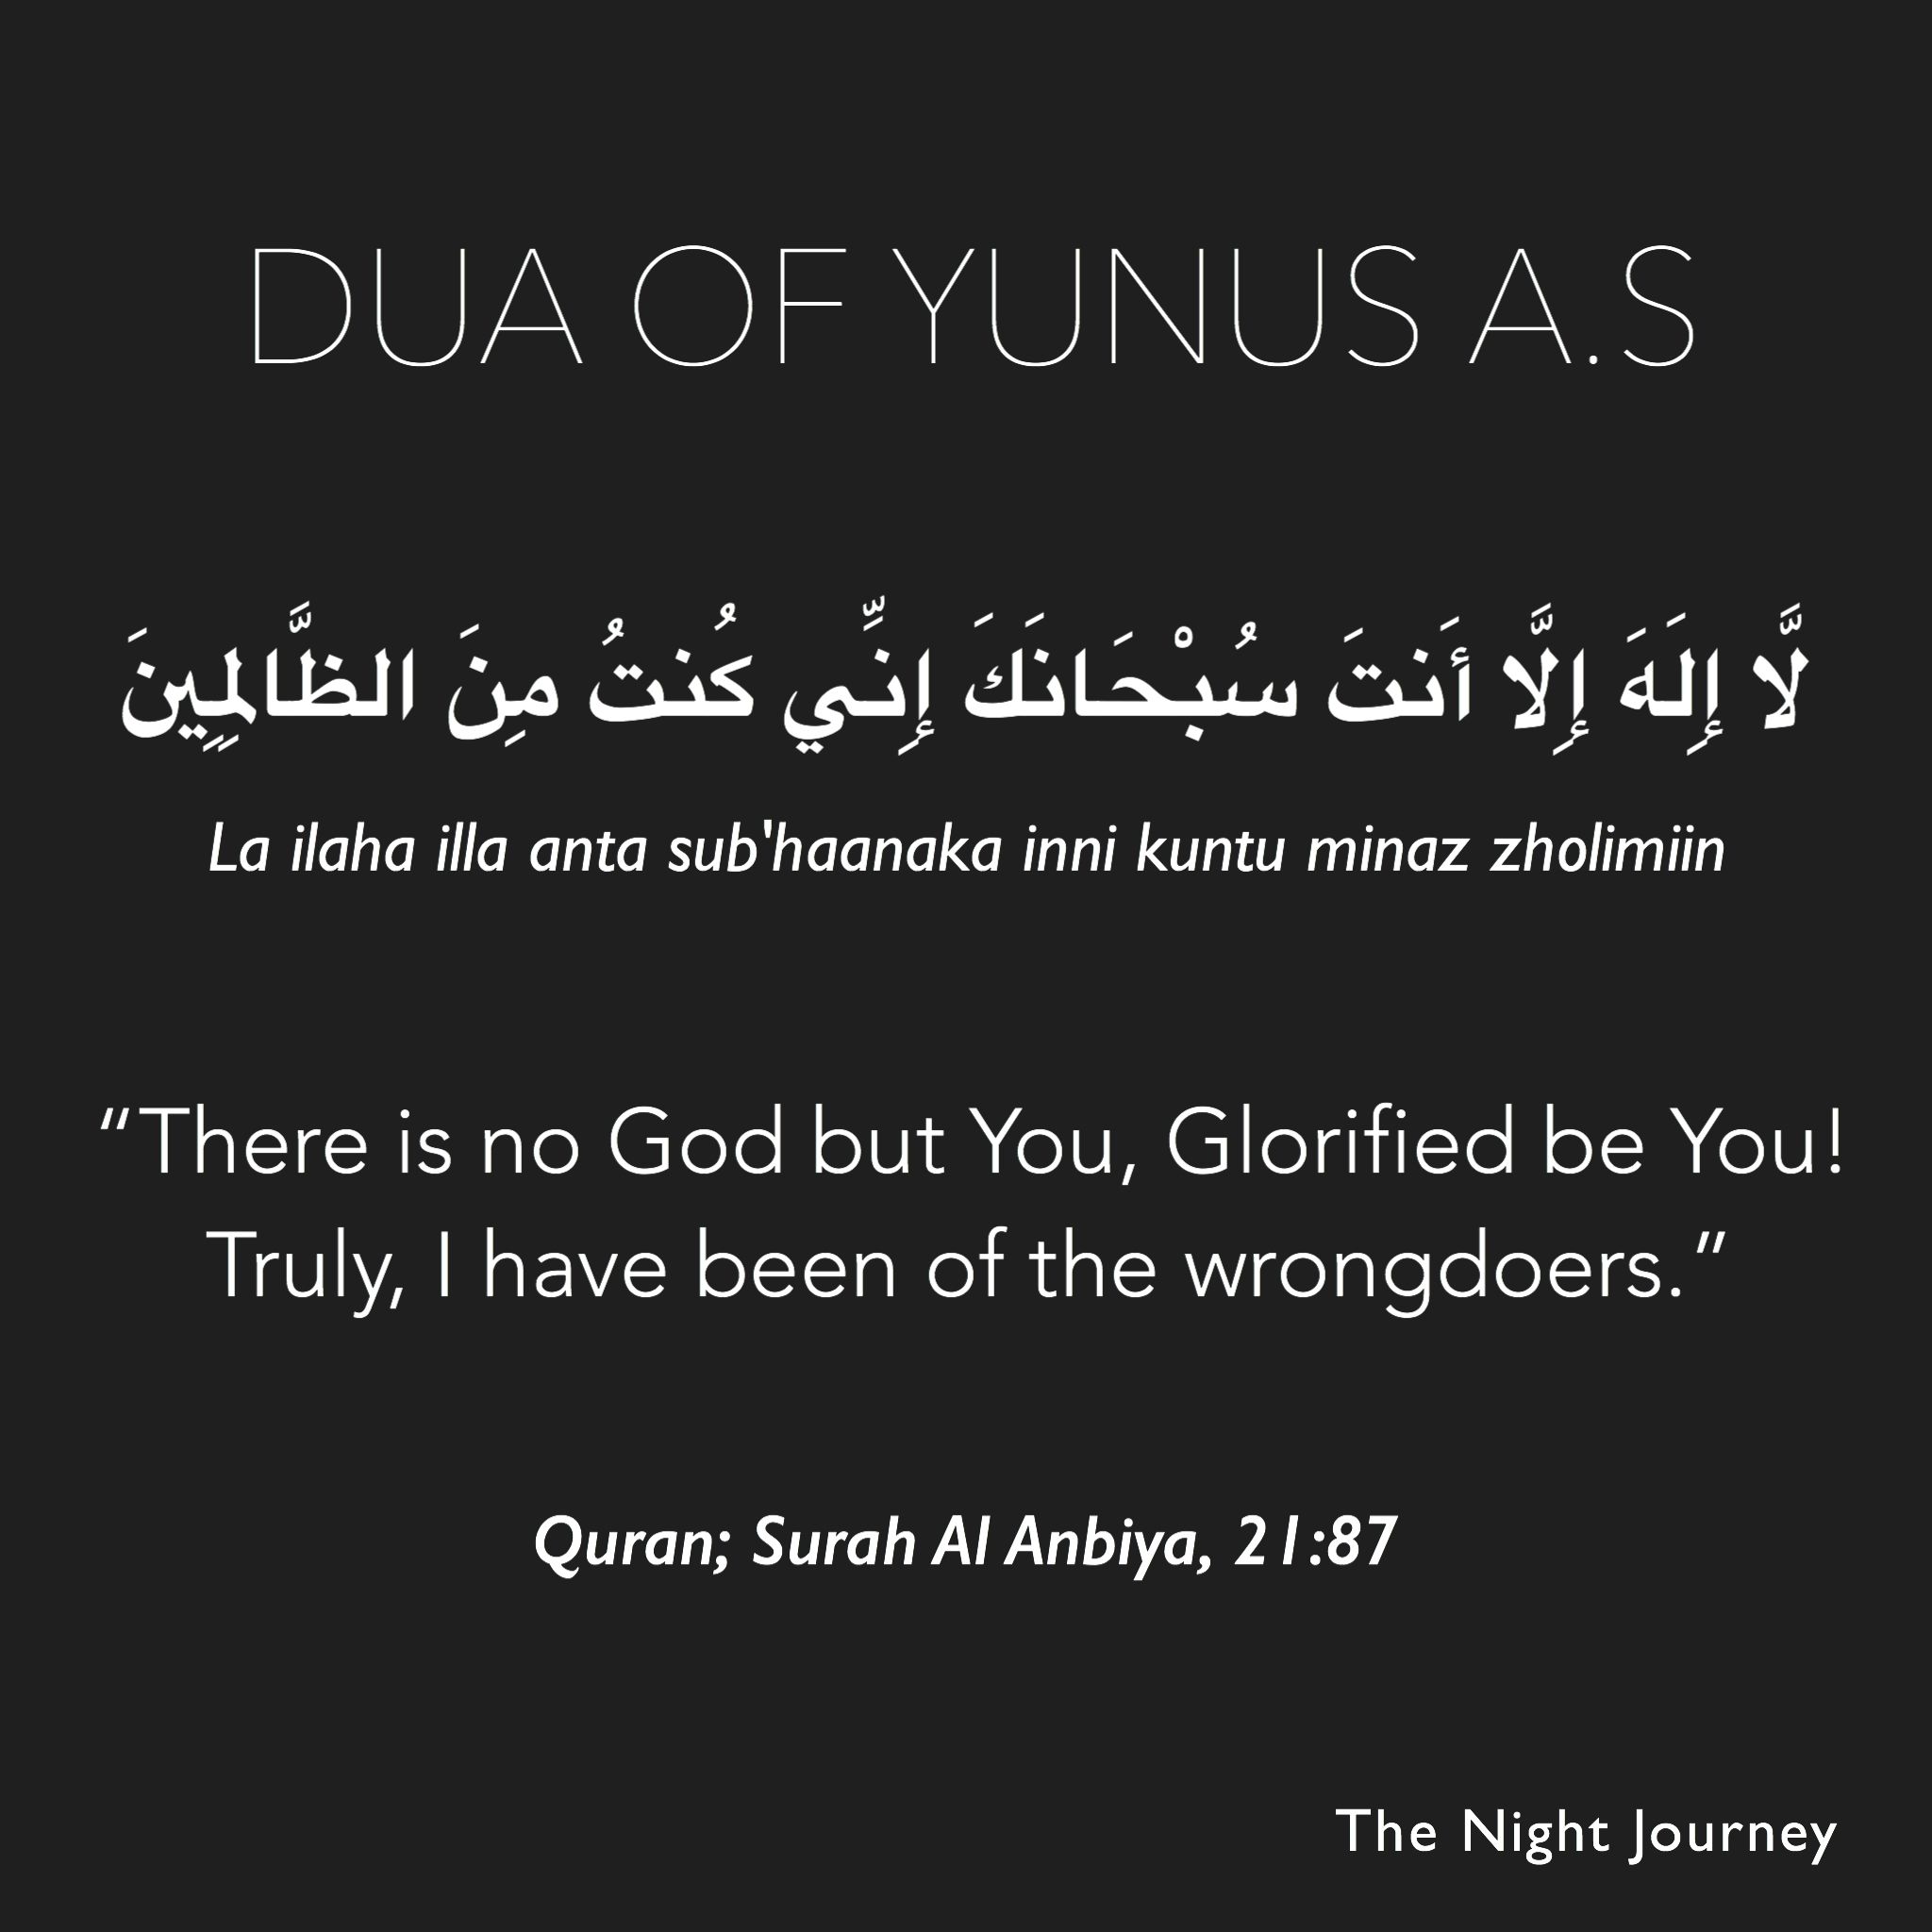 DUA OF YUNUS A.S
لَّا إِلَهَ إِلَّا أَنتَ سُبْحَانَكَ إِنِّي كُنتُ مِنَ الظَّالِمِينَ
La ilaha illa anta sub'haanaka inni kuntu minaz zholimiin
“There is no God but You, Glorified be You!
Truly, I have been of the wrongdoers.”
Quran; Surah Al Anbiya, 21:87
The Night Journey